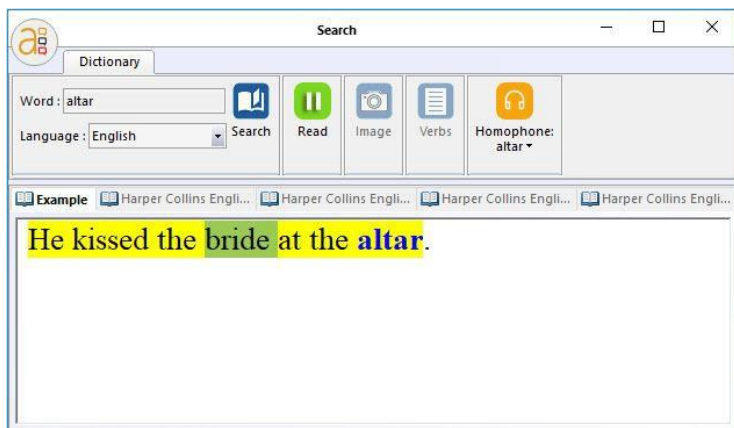 Search
Dictionary
Word : altar
Language : English
Search
Read
Image
Verbs
Homophone:
altar
Example Harper Collins Engli... Harper Collins Engli... Harper Collins Engli... Harper Collins Engli...
He kissed the bride at the altar.